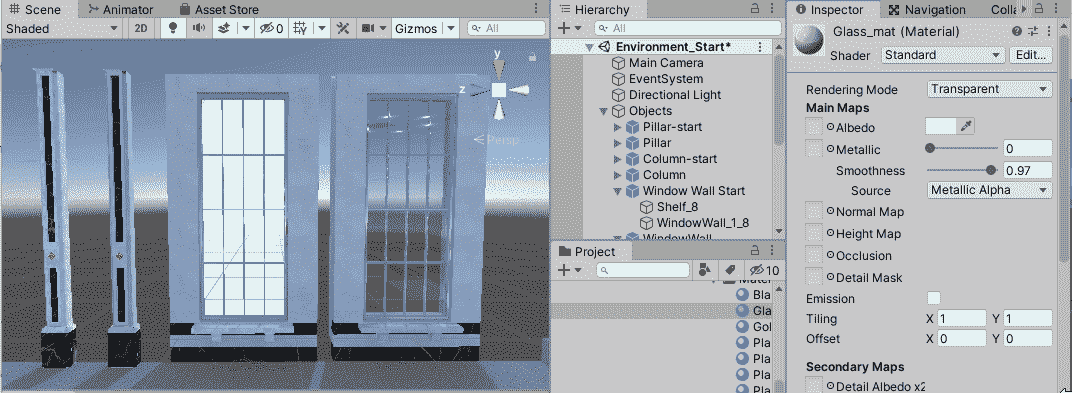 Scene Animator Asset Store
Shaded 2D 0 Gizmos All
y
z
Persp
Hierarchy
All
Environment_Start*
Main Camera
EventSystem
Directional Light
Objects
Pillar-start
Pillar
Column-start
Column
Window Wall Start
Shelf_8
WindowWall_1_8
WindowWall
Project
10
Bla
Gla
Gol
Pla
Pla
Pla
Pla
Inspector Navigation Colla
Glass_mat (Material)
Shader Standard Edit...
Rendering Mode Transparent
Main Maps
Albedo
Metallic 0
Smoothness 0.97
Source Metallic Alpha
Normal Map
Height Map
Occlusion
Detail Mask
Emission
Tiling X 1 Y 1
Offset X 0 Y 0
Secondary Maps
Detail Albedo x2